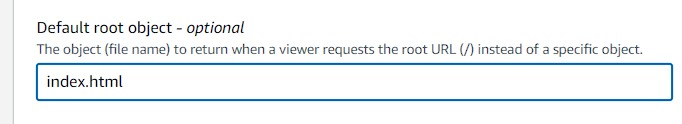 Default root object - optional
The object (file name) to return when a viewer requests the root URL (/) instead of a specific object.
index.html